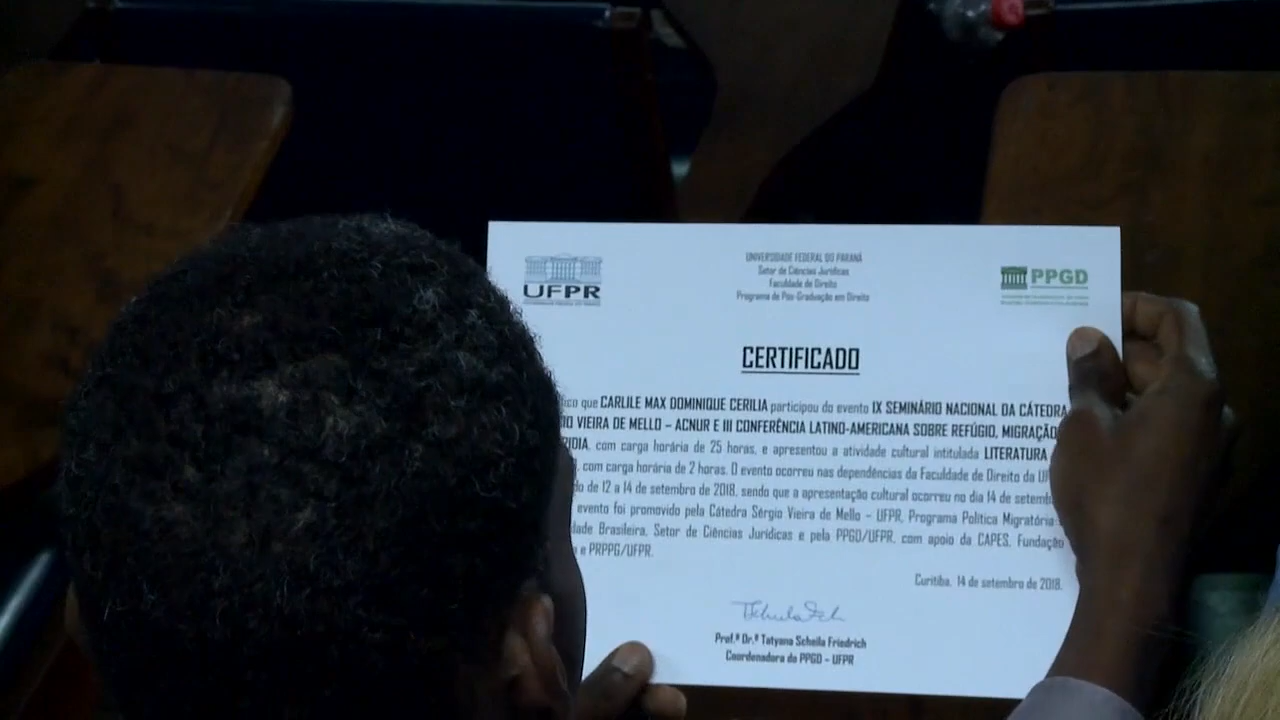 UFPR
UNIVERSIDADE FEDERAL DO PARANÁ
Setor de Ciências Jurídicas
Faculdade de Direito
Programa de Pós-Graduação em Direito
PPGD
CERTIFICADO
que CARLILE MAX DOMINIQUE CERILIA participou do evento IX SEMINÁRIO NACIONAL DA CÁTEDRA
VIEIRA DE MELLO – ACNUR E III CONFERÊNCIA LATINO-AMERICANA SOBRE REFÚGIO, MIGRAÇÃO
com carga horária de 25 horas, e apresentou a atividade cultural intitulada LITERATURA
, com carga horária de 2 horas. O evento ocorreu nas dependências da Faculdade de Direito da
de 12 a 14 de setembro de 2018, sendo que a apresentação cultural ocorreu no dia 14 de
evento foi promovido pela Cátedra Sérgio Vieira de Mello – UFPR, Programa Política Migratória
Brasileira, Setor de Ciências Jurídicas e pela PPGD/UFPR, com apoio da CAPES, Fundação
e PRPPG/UFPR.
Curitiba, 14 de setembro de 2018.
Prof.ª Dr.ª Tatyana Scheila Friedrich
Coordenadora do PPGD – UFPR